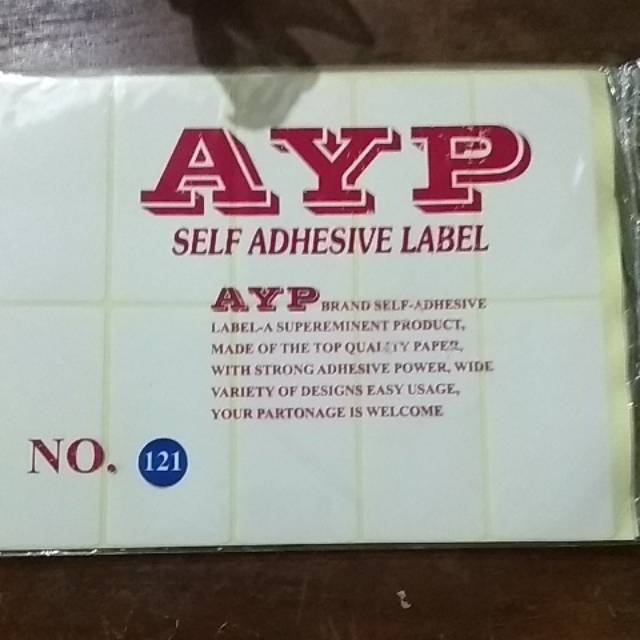 AYP
SELF ADHESIVE LABEL
AYP BRAND SELF-ADHESIVE
LABEL-A SUPEREMINENT PRODUCT,
MADE OF THE TOP QUALITY PAPER,
WITH STRONG ADHESIVE POWER, WIDE
VARIETY OF DESIGNS EASY USAGE,
YOUR PARTONAGE IS WELCOME
NO. 121